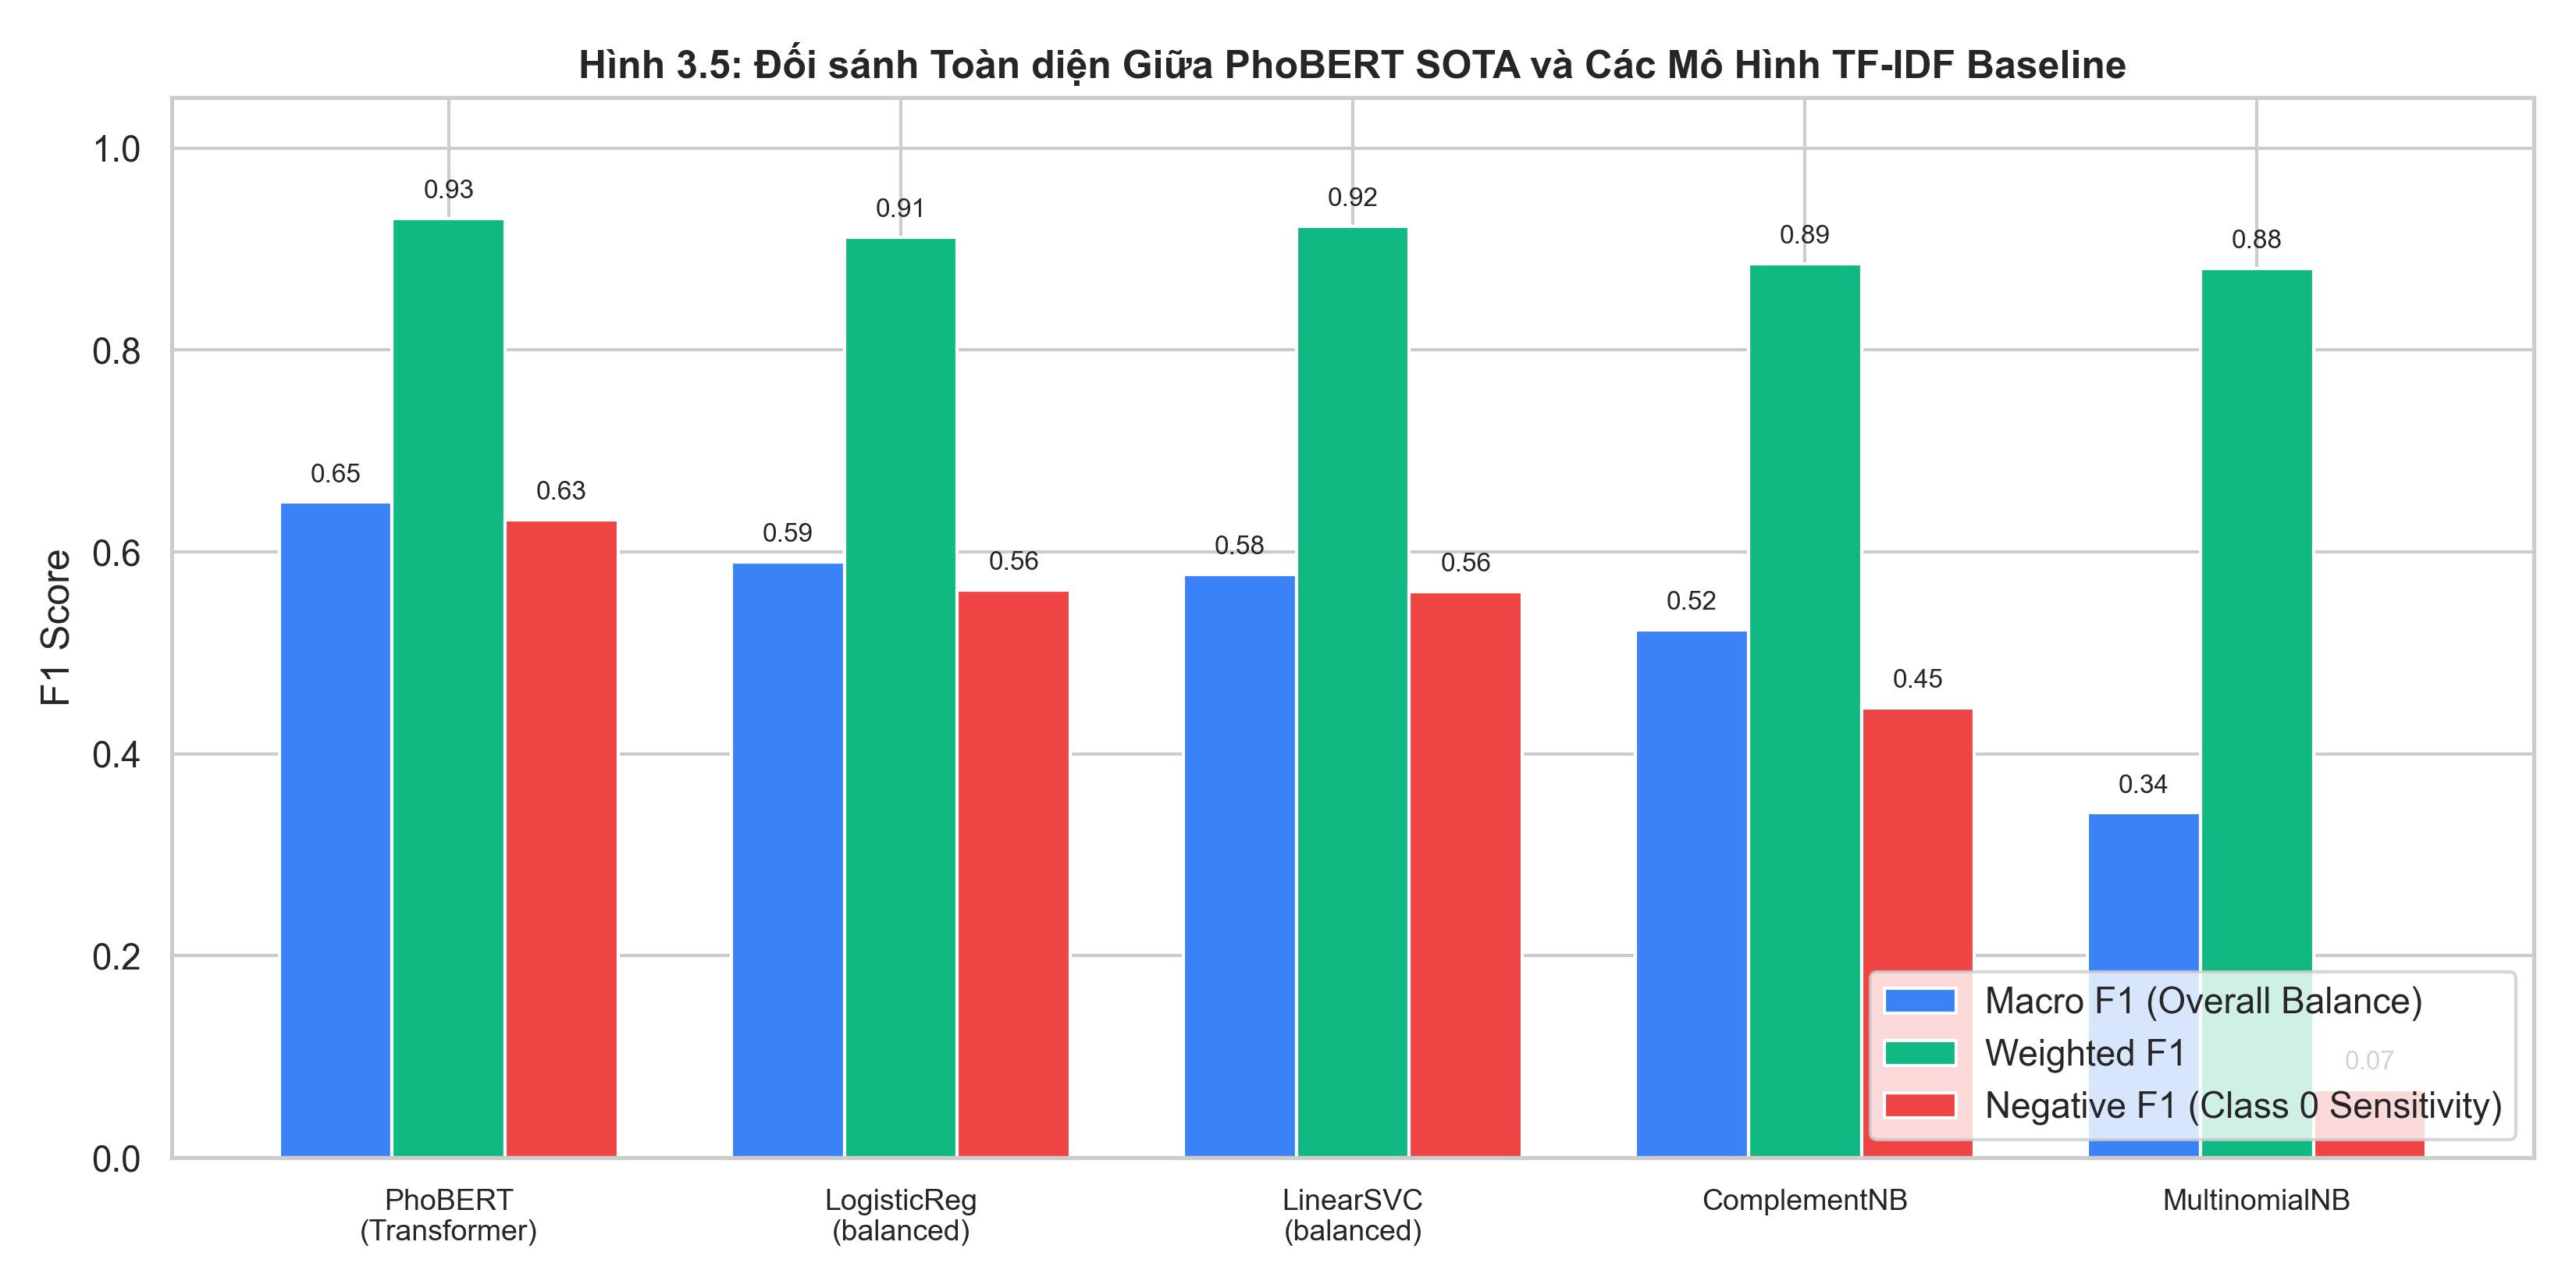 Hình 3.5: Đối sánh Toàn diện Giữa PhoBERT SOTA và Các Mô Hình TF-IDF Baseline
F1 Score
1.0
0.8
0.6
0.4
0.2
0.0
0.65
0.93
0.63
0.59
0.91
0.56
0.58
0.92
0.56
0.52
0.89
0.45
0.34
0.88
0.07
Macro F1 (Overall Balance)
Weighted F1
Negative F1 (Class 0 Sensitivity)
PhoBERT
(Transformer)
LogisticReg
(balanced)
LinearSVC
(balanced)
ComplementNB
MultinomialNB